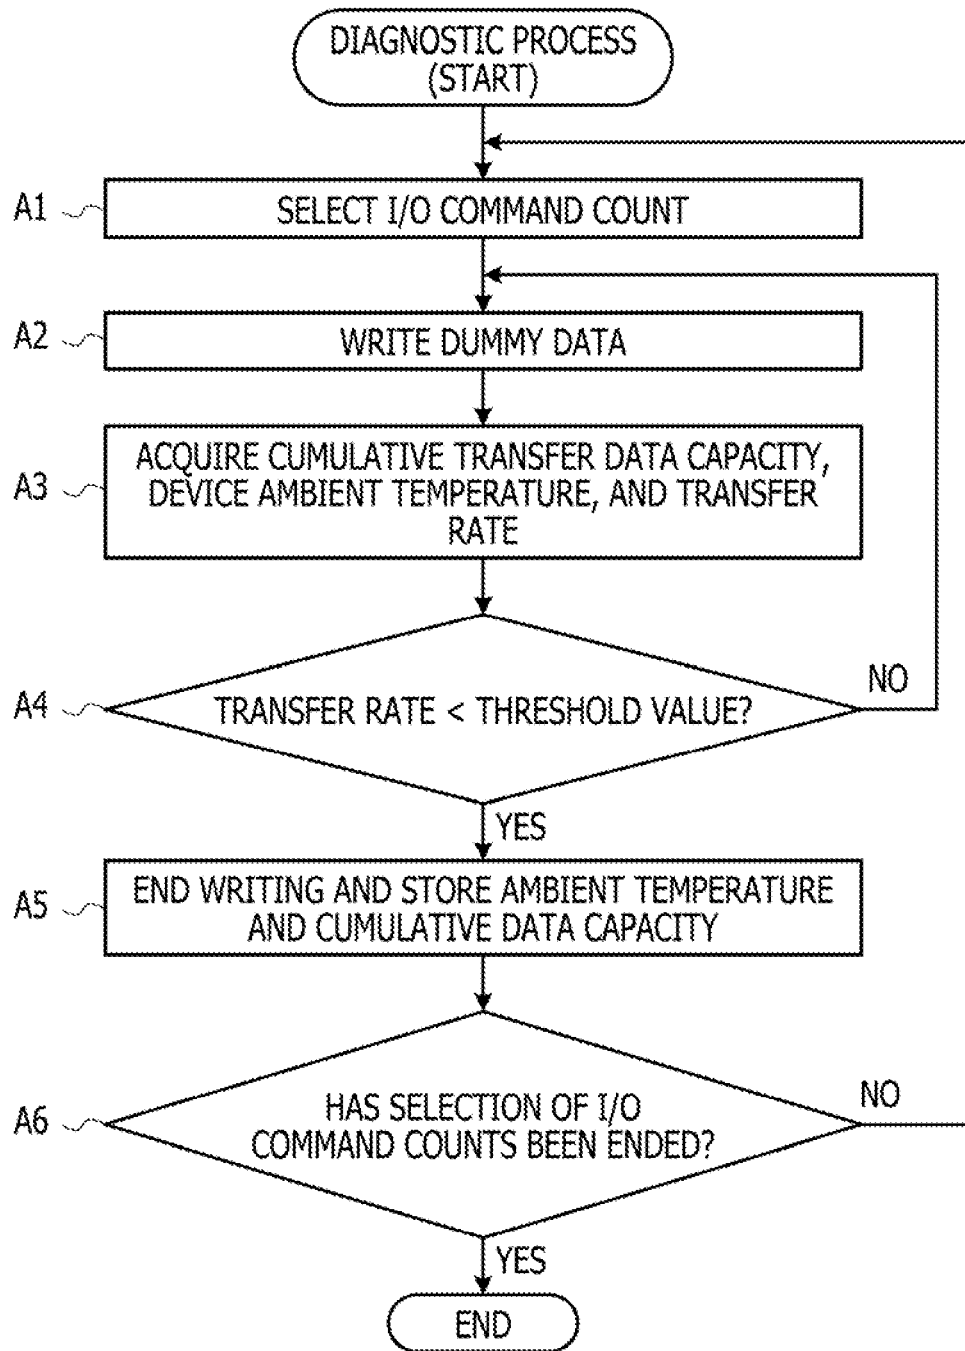 DIAGNOSTIC PROCESS
(START)
A1
SELECT I/O COMMAND COUNT
A2
WRITE DUMMY DATA
A3
ACQUIRE CUMULATIVE TRANSFER DATA CAPACITY,
DEVICE AMBIENT TEMPERATURE, AND TRANSFER
RATE
A4
TRANSFER RATE < THRESHOLD VALUE?
NO
YES
A5
END WRITING AND STORE AMBIENT TEMPERATURE
AND CUMULATIVE DATA CAPACITY
A6
HAS SELECTION OF I/O
COMMAND COUNTS BEEN ENDED?
NO
YES
END